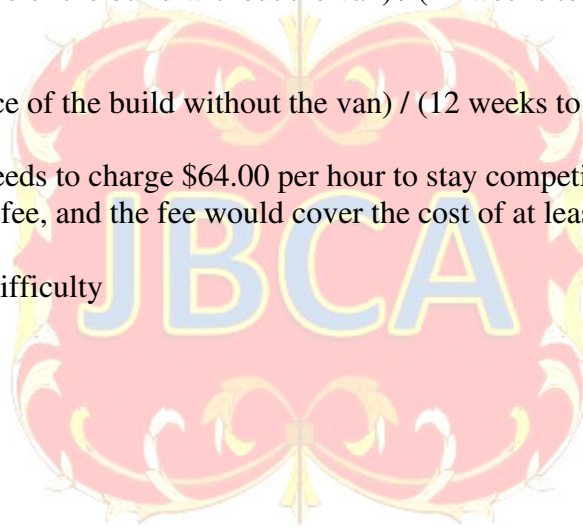 ce of the build without the van) / (12 weeks to
eeds to charge $64.00 per hour to stay competi
fee, and the fee would cover the cost of at leas
ifficulty
JBCA